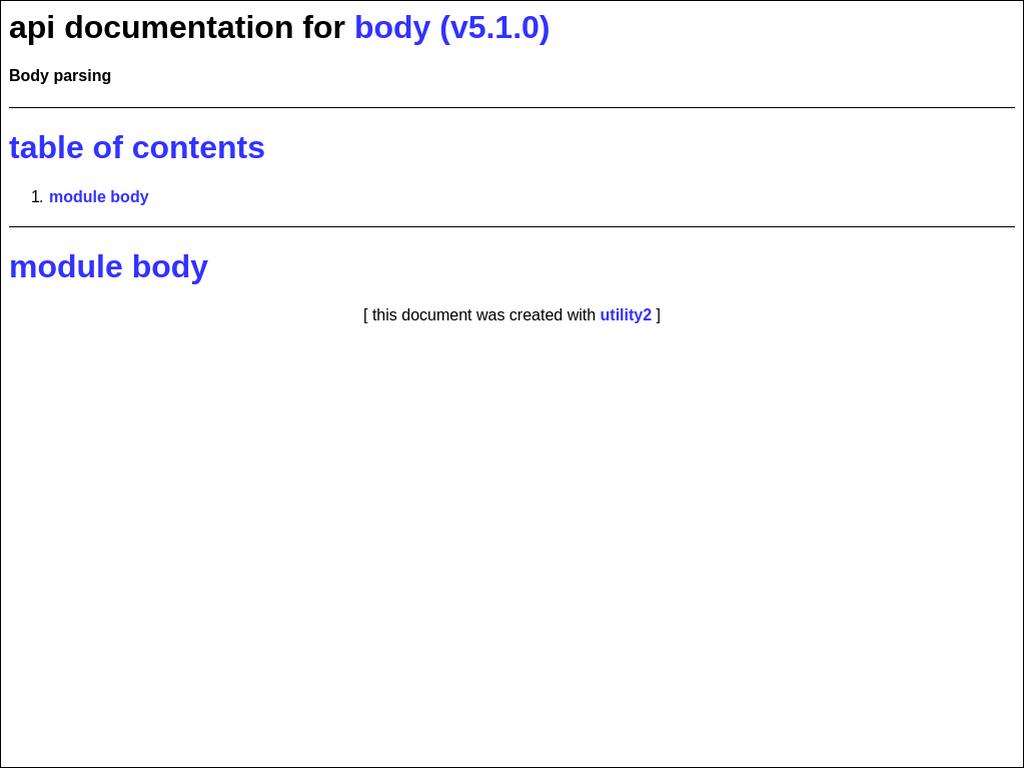 api documentation for body (v5.1.0)
Body parsing
table of contents
1. module body
module body
[ this document was created with utility2 ]